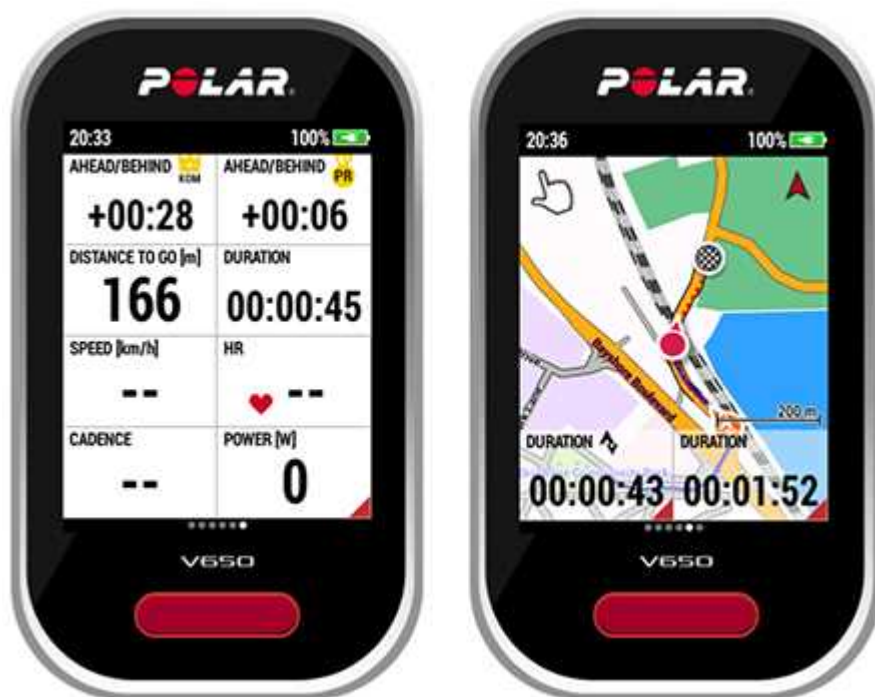 POLAR
20:33 100%
AHEAD/BEHIND KOM AHEAD/BEHIND PR
+00:28 +00:06
DISTANCE TO GO [m] DURATION
166 00:00:45
SPEED [km/h] HR
-- --
CADENCE POWER [W]
-- 0
V650
POLAR
20:36 100%
Bayshore Boulevard
200 m
DURATION DURATION
00:00:43 00:01:52
V650